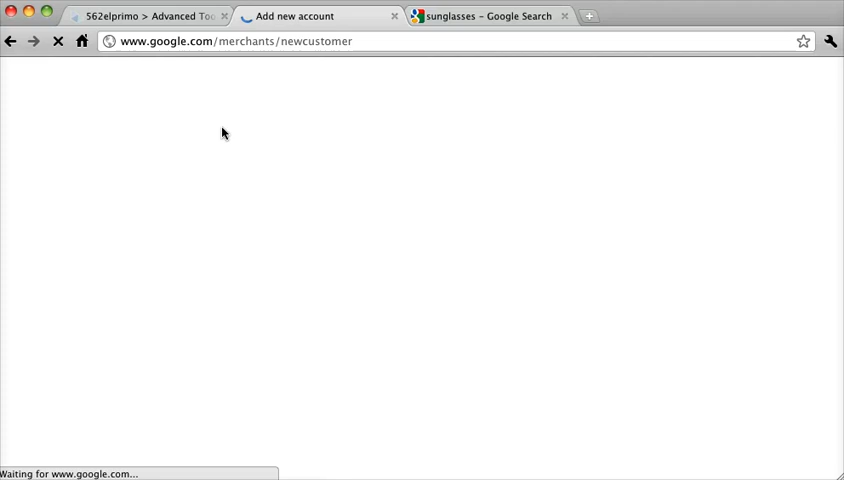 562elprimo > Advanced Too
Add new account
sunglasses - Google Search
www.google.com/merchants/newcustomer
Waiting for www.google.com...